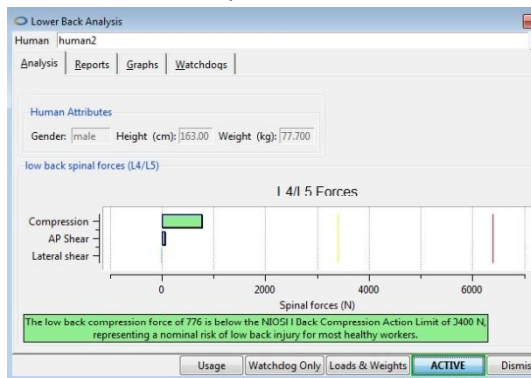 Lower Back Analysis
Human human2
Analysis Reports Graphs Watchdogs
Human Attributes
Gender: male Height (cm): 163.00 Weight (kg): 77.700
low back spinal forces (L4/L5)
L4/L5 Forces
Compression
AP Shear
Lateral shear
0 2000 4000 6000
Spinal forces (N)
The low back compression force of 776 is below the NIOSH Back Compression Action Limit of 3400 N,
representing a nominal risk of low back injury for most healthy workers.
Usage Watchdog Only Loads & Weights ACTIVE Dismis